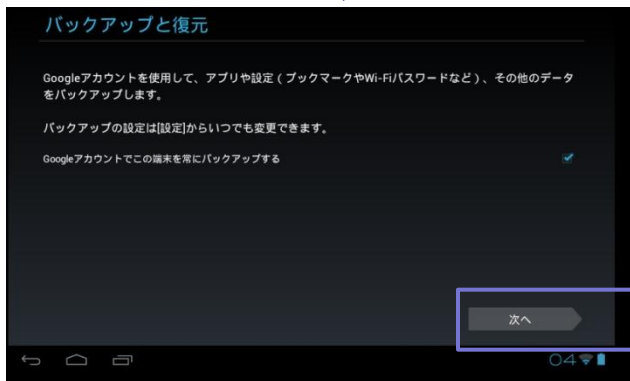 バックアップと復元
Googleアカウントを使用して、アプリや設定 ( ブックマークやWi-Fiパスワードなど ) 、その他のデータ
をバックアップします。
バックアップの設定は[設定]からいつでも変更できます。
Googleアカウントでこの端末を常にバックアップする
次へ
04